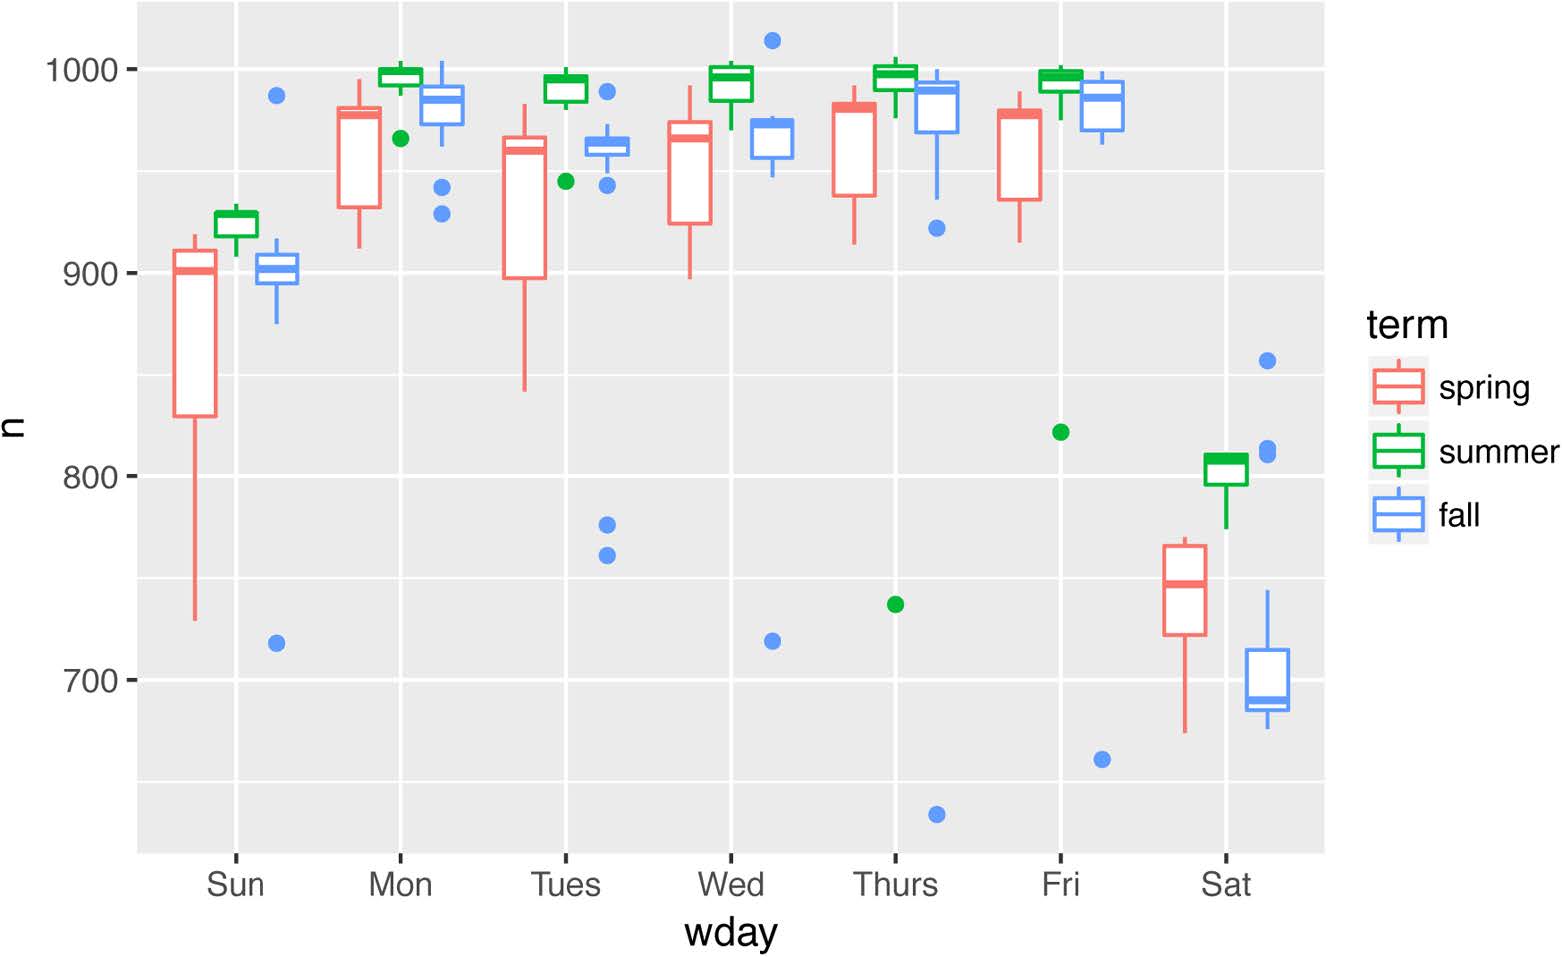 1000
900
800
700
n
Sun Mon Tues Wed Thurs Fri Sat
wday
term
spring
summer
fall